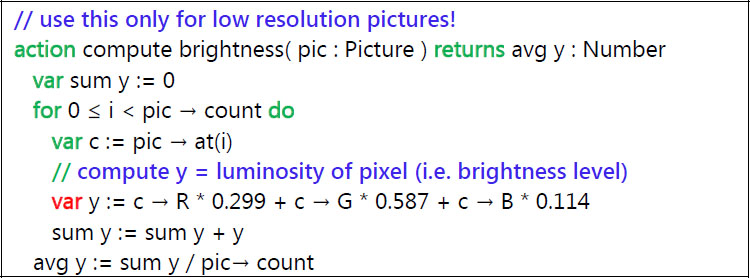 // use this only for low resolution pictures!
action compute brightness( pic : Picture ) returns avg y : Number
var sum y := 0
for 0 ≤ i < pic → count do
var c := pic → at(i)
// compute y = luminosity of pixel (i.e. brightness level)
var y := c → R * 0.299 + c → G * 0.587 + c → B * 0.114
sum y := sum y + y
avg y := sum y / pic→ count